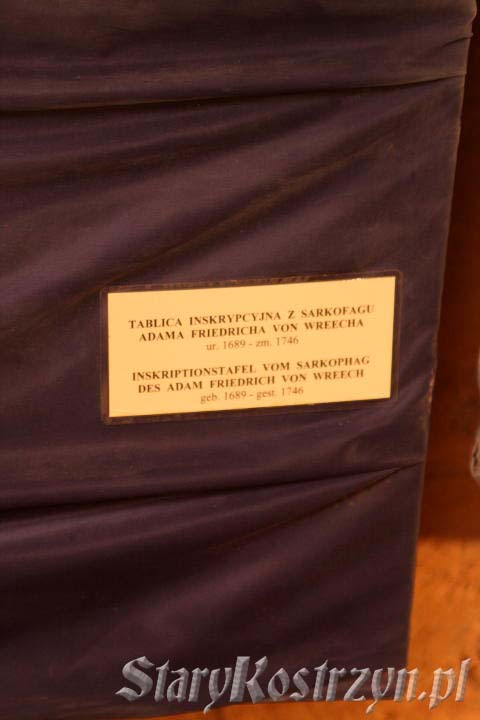 TABLICA INSKRYPCYJNA Z SARKOFAGU
ADAMA FRIEDRICHA VON WREECHA
ur. 1689 - zm. 1746
INSKRIPTIONSTAFEL VOM SARKOPHAG
DES ADAM FRIEDRICH VON WREECH
geb. 1689 - gest. 1746
StaryKostrzyn.pl